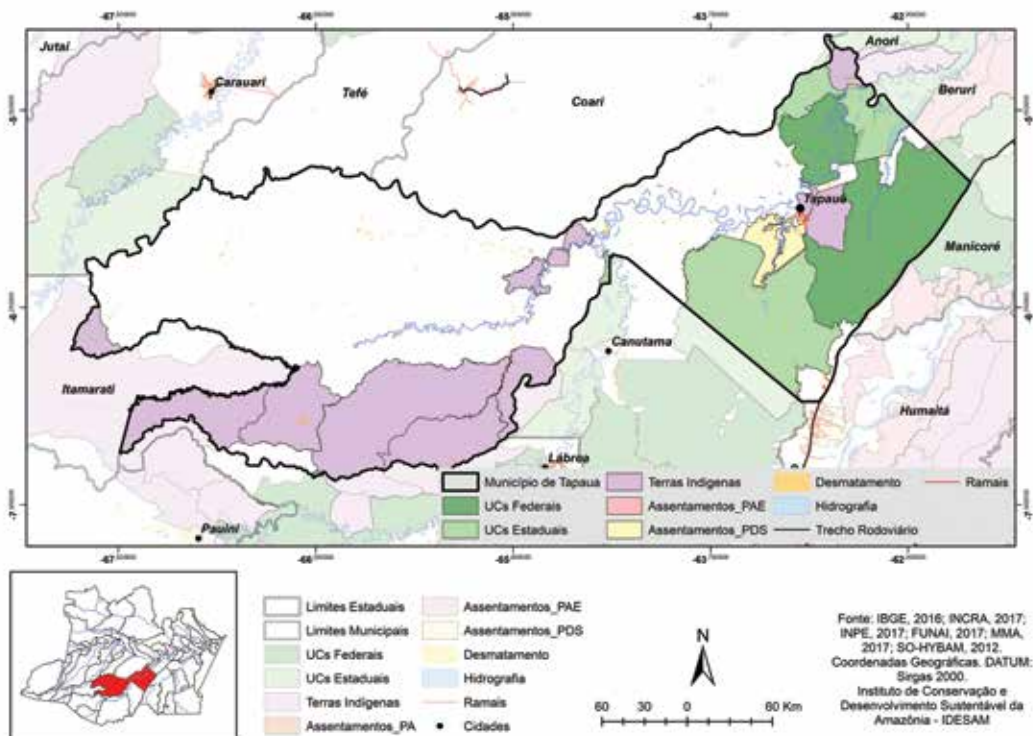 Jutaí
Carauari
Tefé
Coari
Anori
Beruri
Tapauá
Manicoré
Canutama
Itamarati
Humaitá
Lábrea
Pauini
Município de Tapaua
UCs Federais
UCs Estaduais
Terras Indígenas
Assentamentos_PAE
Assentamentos_PDS
Desmatamento
Hidrografia
Trecho Rodoviário
Ramais
Limites Estaduais
Limites Municipais
UCs Federais
UCs Estaduais
Terras Indígenas
Assentamentos_PA
Assentamentos_PAE
Assentamentos_PDS
Desmatamento
Hidrografia
Ramais
Cidades
N
60 30 0 60 Km
Fonte: IBGE, 2016; INCRA, 2017;
INPE, 2017; FUNAI, 2017; MMA,
2017; SO-HYBAM, 2012.
Coordenadas Geográficas. DATUM:
Sirgas 2000.
Instituto de Conservação e
Desenvolvimento Sustentável da
Amazônia - IDESAM